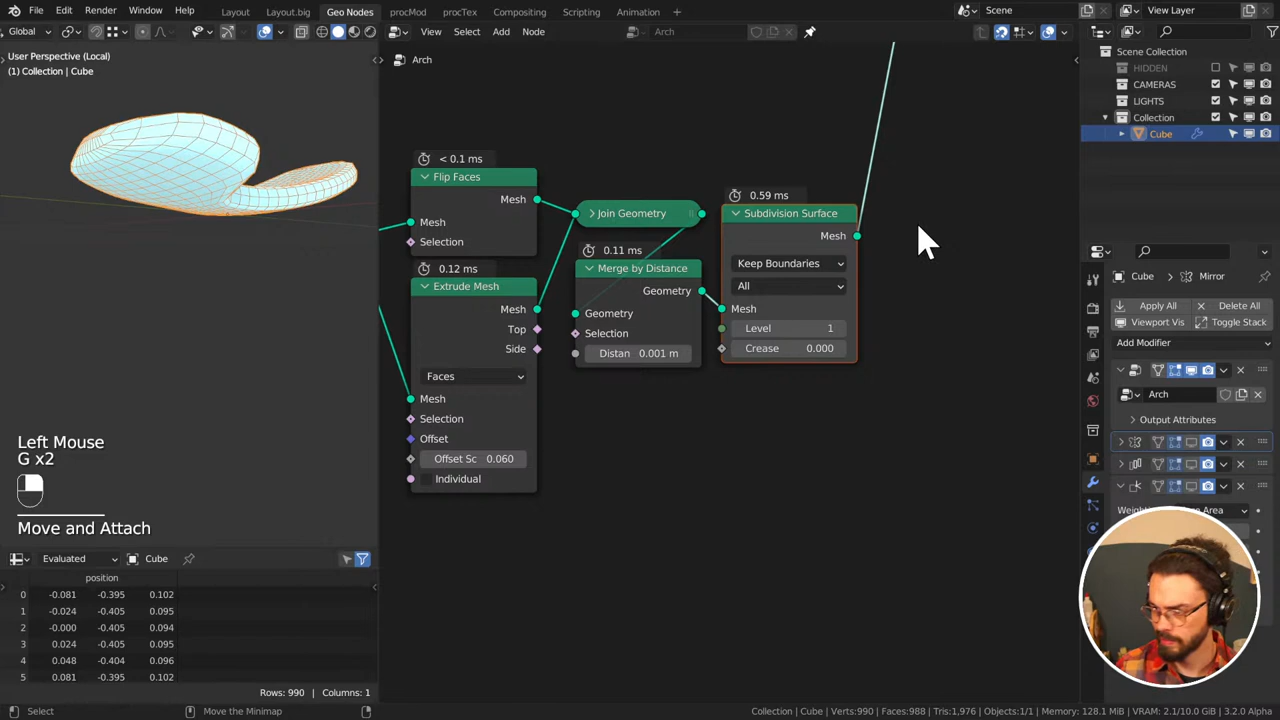 File Edit Render Window Help Layout Layout.big Geo Nodes procMod procTex Compositing Scripting Animation + Scene View Layer
Global View Select Add Node Arch
User Perspective (Local)
(1) Collection | Cube
Arch
Scene Collection
HIDDEN
CAMERAS
LIGHTS
Collection
Cube
< 0.1 ms
Flip Faces
Mesh
Mesh
Selection
0.12 ms
Extrude Mesh
Mesh
Top
Side
Faces
Mesh
Selection
Offset
Offset Sc 0.060
Individual
Join Geometry
0.11 ms
Merge by Distance
Geometry
Geometry
Selection
Distan 0.001 m
0.59 ms
Subdivision Surface
Mesh
Keep Boundaries
All
Mesh
Level 1
Crease 0.000
Cube Mirror
Apply All Delete All
Viewport Vis Toggle Stack
Add Modifier
Arch
Output Attributes
Left Mouse
G x2
Move and Attach
Evaluated Cube
position
0 -0.081 -0.395 0.102
1 -0.024 -0.405 0.095
2 -0.000 -0.405 0.094
3 0.024 -0.405 0.095
4 0.048 -0.404 0.096
5 0.081 -0.395 0.102
Rows: 990 | Columns: 1
Select Move the Minimap Collection | Cube | Verts:990 | Faces:988 | Tris:1,976 | Objects:1/1 | Memory: 128.1 MiB | VRAM: 2.1/10.0 GiB | 3.2.0 Alpha